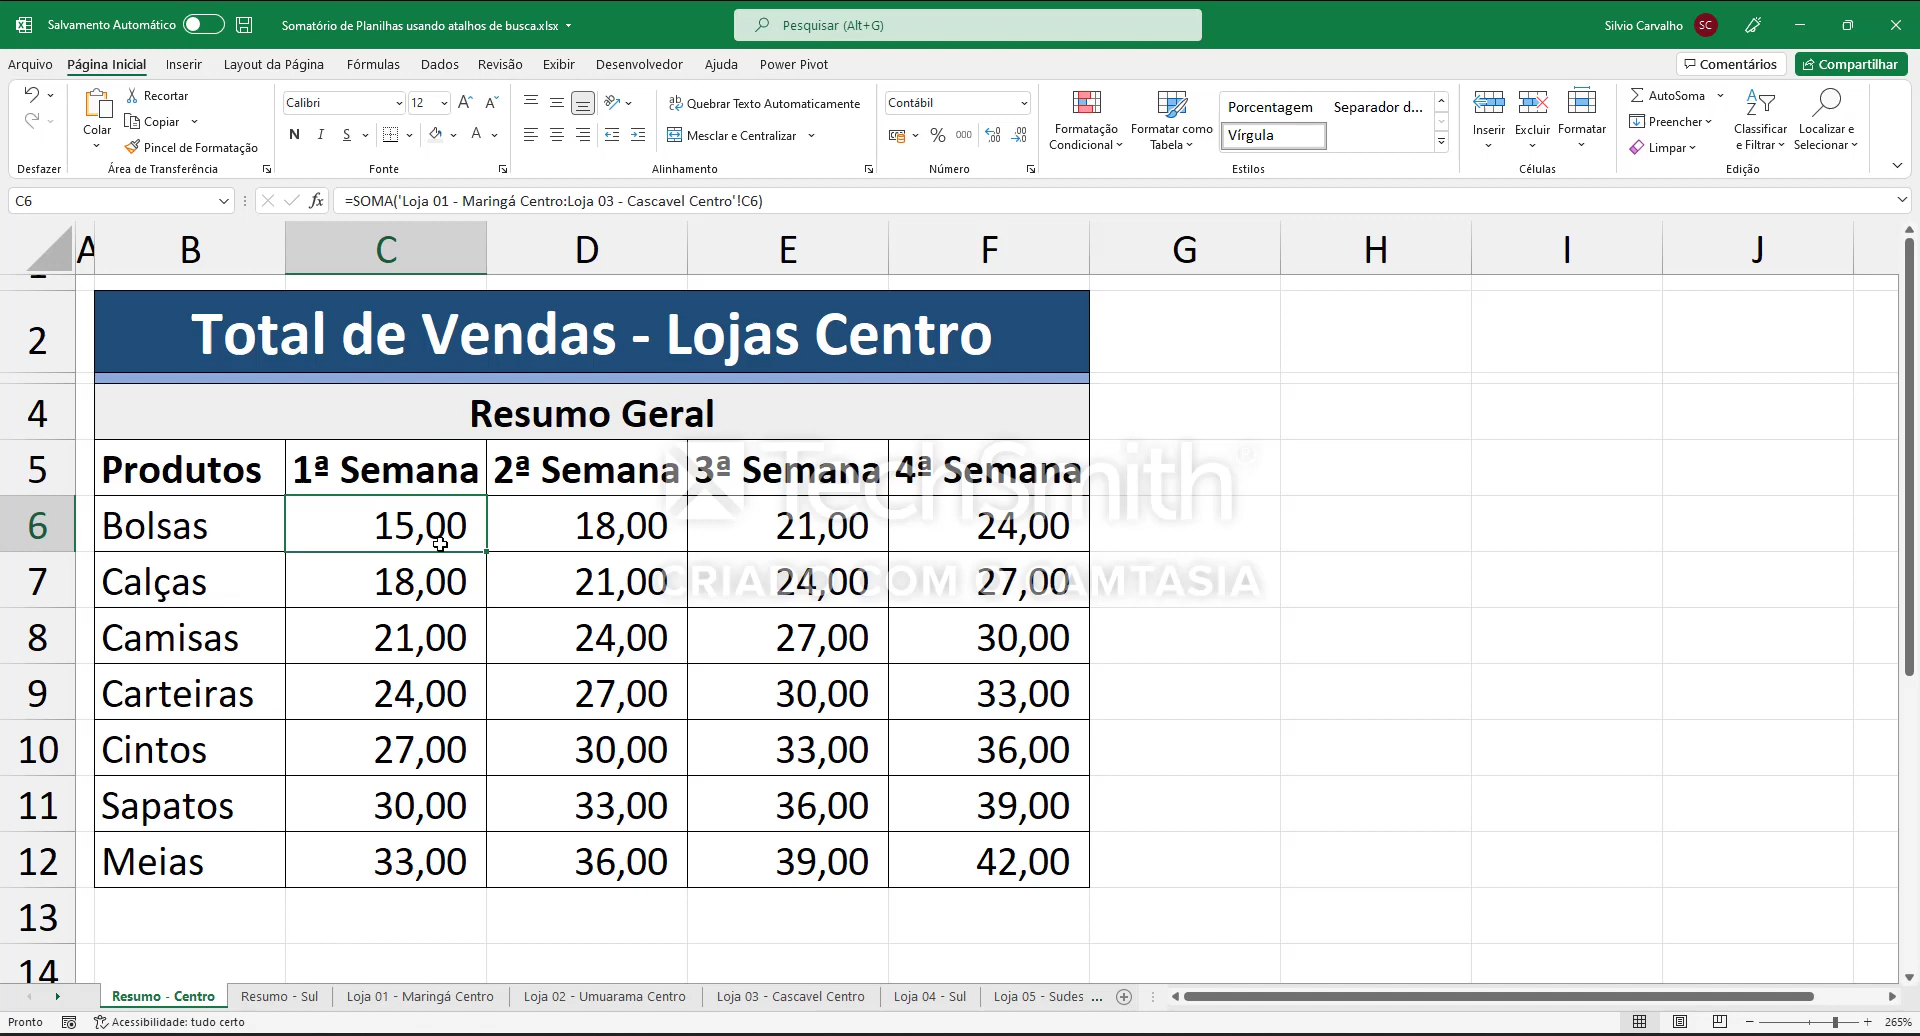 Salvamento Automático
Somatório de Planilhas usando atalhos de busca.xlsx
Pesquisar (Alt+G)
Silvio Carvalho SC
Arquivo Página Inicial Inserir Layout da Página Fórmulas Dados Revisão Exibir Desenvolvedor Ajuda Power Pivot
Comentários Compartilhar
Desfazer
Colar
Recortar
Copiar
Pincel de Formatação
Área de Transferência
Calibri 12
N I S
Fonte
Quebrar Texto Automaticamente
Mesclar e Centralizar
Alinhamento
Contábil
% 000
Número
Formatação Condicional
Formatar como Tabela
Porcentagem Separador d...
Vírgula
Estilos
Inserir Excluir Formatar
Células
AutoSoma
Preencher
Limpar
Classificar e Filtrar
Localizar e Selecionar
Edição
C6
fx =SOMA('Loja 01 - Maringá Centro:Loja 03 - Cascavel Centro'!C6)
A B C D E F G H I J
2 Total de Vendas - Lojas Centro
4 Resumo Geral
5 Produtos 1ª Semana 2ª Semana 3ª Semana 4ª Semana
6 Bolsas 15,00 18,00 21,00 24,00
7 Calças 18,00 21,00 24,00 27,00
8 Camisas 21,00 24,00 27,00 30,00
9 Carteiras 24,00 27,00 30,00 33,00
10 Cintos 27,00 30,00 33,00 36,00
11 Sapatos 30,00 33,00 36,00 39,00
12 Meias 33,00 36,00 39,00 42,00
13
14
TechSmith®
CRIADO COM O CAMTASIA
Resumo - Centro Resumo - Sul Loja 01 - Maringá Centro Loja 02 - Umuarama Centro Loja 03 - Cascavel Centro Loja 04 - Sul Loja 05 - Sudes ...
Pronto Acessibilidade: tudo certo 265%